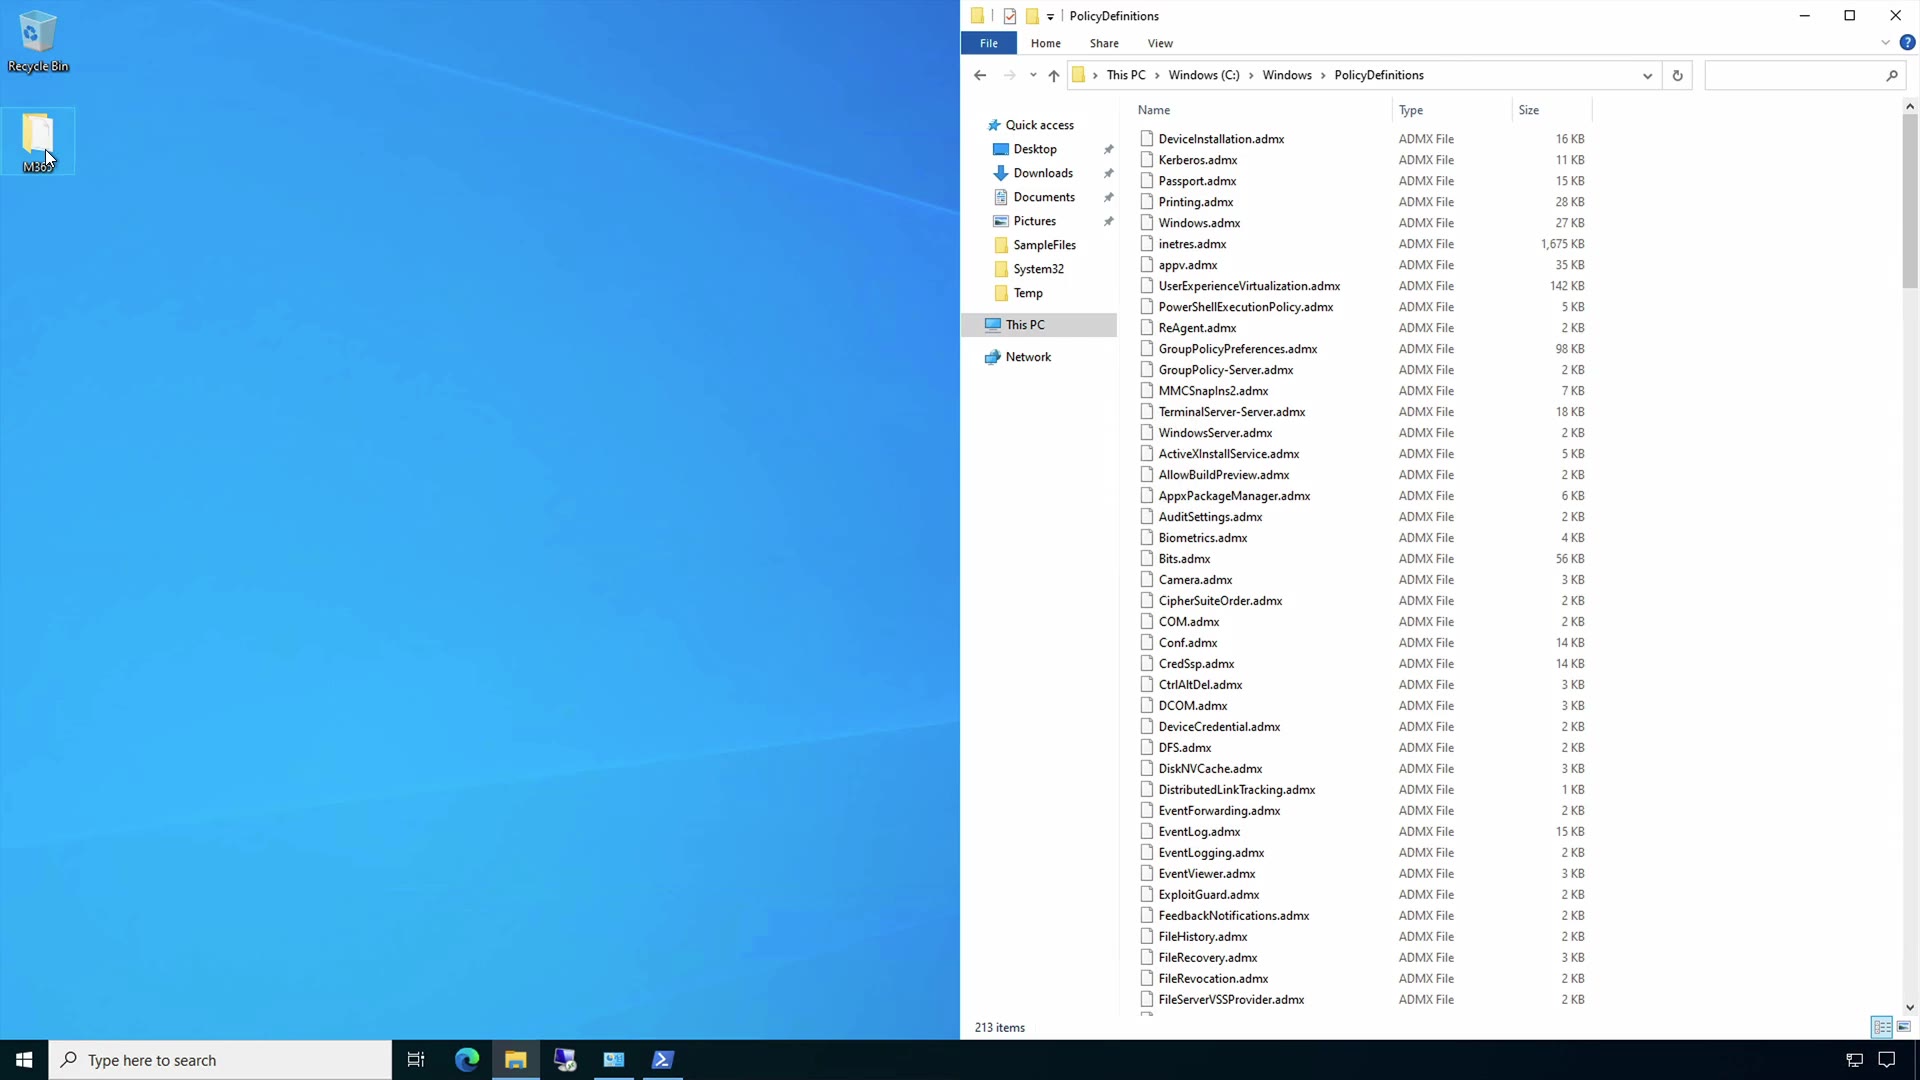 Recycle Bin
M365
PolicyDefinitions
File Home Share View
This PC Windows (C:) Windows PolicyDefinitions
Quick access
Desktop
Downloads
Documents
Pictures
SampleFiles
System32
Temp
This PC
Network
Name Type Size
DeviceInstallation.admx ADMX File 16 KB
Kerberos.admx ADMX File 11 KB
Passport.admx ADMX File 15 KB
Printing.admx ADMX File 28 KB
Windows.admx ADMX File 27 KB
inetres.admx ADMX File 1,675 KB
appv.admx ADMX File 35 KB
UserExperienceVirtualization.admx ADMX File 142 KB
PowerShellExecutionPolicy.admx ADMX File 5 KB
ReAgent.admx ADMX File 2 KB
GroupPolicyPreferences.admx ADMX File 98 KB
GroupPolicy-Server.admx ADMX File 2 KB
MMCSnapIns2.admx ADMX File 7 KB
TerminalServer-Server.admx ADMX File 18 KB
WindowsServer.admx ADMX File 2 KB
ActiveXInstallService.admx ADMX File 5 KB
AllowBuildPreview.admx ADMX File 2 KB
AppxPackageManager.admx ADMX File 6 KB
AuditSettings.admx ADMX File 2 KB
Biometrics.admx ADMX File 4 KB
Bits.admx ADMX File 56 KB
Camera.admx ADMX File 3 KB
CipherSuiteOrder.admx ADMX File 2 KB
COM.admx ADMX File 2 KB
Conf.admx ADMX File 14 KB
CredSsp.admx ADMX File 14 KB
CtrlAltDel.admx ADMX File 3 KB
DCOM.admx ADMX File 3 KB
DeviceCredential.admx ADMX File 2 KB
DFS.admx ADMX File 2 KB
DiskNVCache.admx ADMX File 3 KB
DistributedLinkTracking.admx ADMX File 1 KB
EventForwarding.admx ADMX File 2 KB
EventLog.admx ADMX File 15 KB
EventLogging.admx ADMX File 2 KB
EventViewer.admx ADMX File 3 KB
ExploitGuard.admx ADMX File 2 KB
FeedbackNotifications.admx ADMX File 2 KB
FileHistory.admx ADMX File 2 KB
FileRecovery.admx ADMX File 3 KB
FileRevocation.admx ADMX File 2 KB
FileServerVSSProvider.admx ADMX File 2 KB
213 items
Type here to search